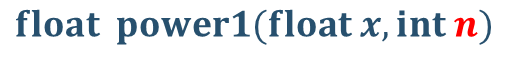 float power1(float x, int n)